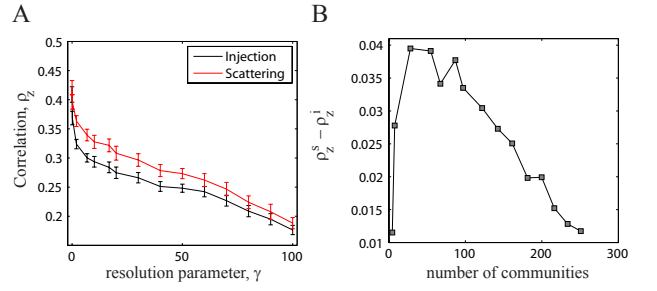 A
Correlation, ρz
0.5
0.45
0.4
0.35
0.3
0.25
0.2
Injection
Scattering
0
50
100
resolution parameter, γ
B
ρz^s − ρz^i
0.04
0.035
0.03
0.025
0.02
0.015
0.01
0
100
200
300
number of communities